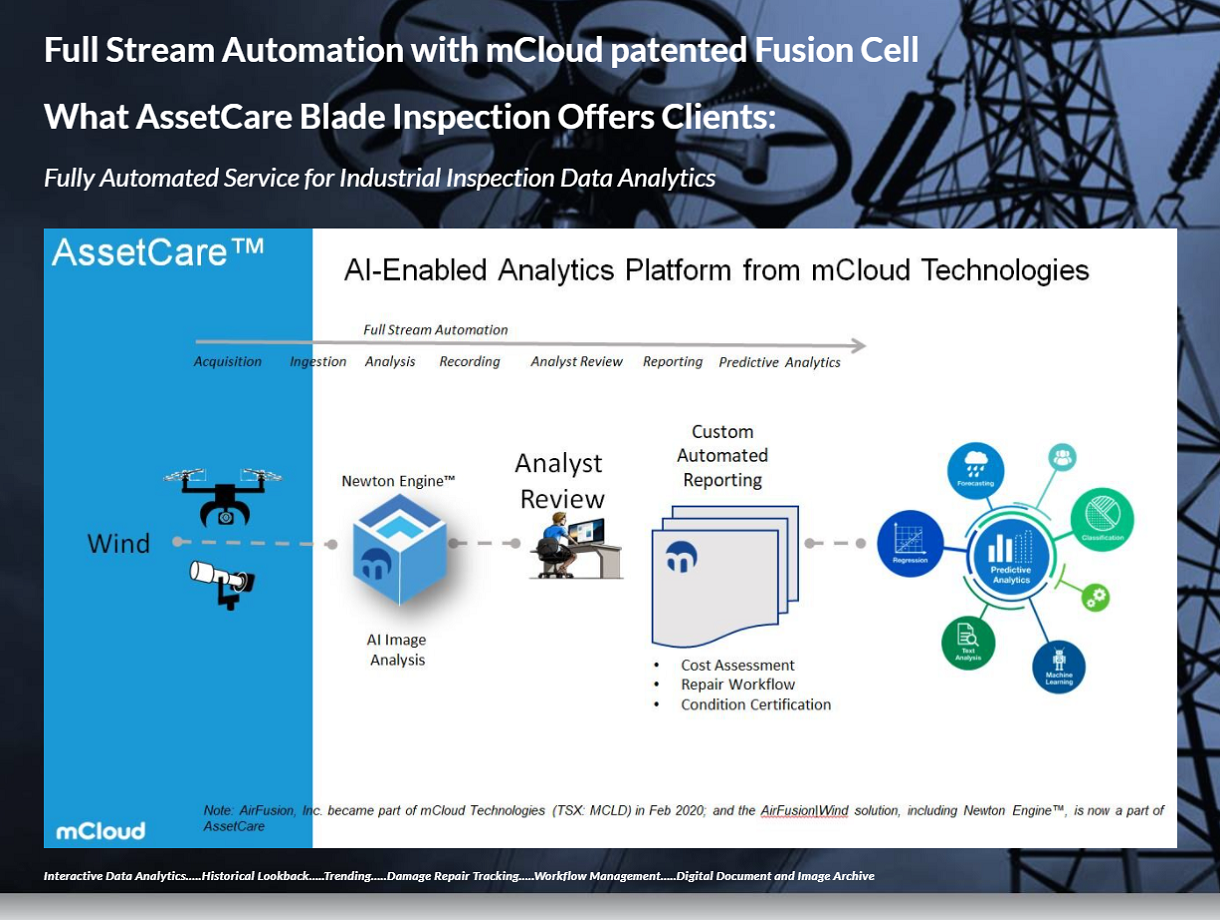 Full Stream Automation with mCloud patented Fusion Cell
What AssetCare Blade Inspection Offers Clients:
Fully Automated Service for Industrial Inspection Data Analytics
AssetCare™
AI-Enabled Analytics Platform from mCloud Technologies
Full Stream Automation
Acquisition Ingestion Analysis Recording Analyst Review Reporting Predictive Analytics
Wind
Newton Engine™
AI Image
Analysis
Analyst
Review
Custom
Automated
Reporting
• Cost Assessment
• Repair Workflow
• Condition Certification
Forecasting
Classification
Regression
Predictive
Analytics
Text
Analysis
Machine
Learning
Note: AirFusion, Inc. became part of mCloud Technologies (TSX: MCLD) in Feb 2020; and the AirFusion|Wind solution, including Newton Engine™, is now a part of
AssetCare
mCloud
Interactive Data Analytics.....Historical Lookback.....Trending.....Damage Repair Tracking.....Workflow Management.....Digital Document and Image Archive